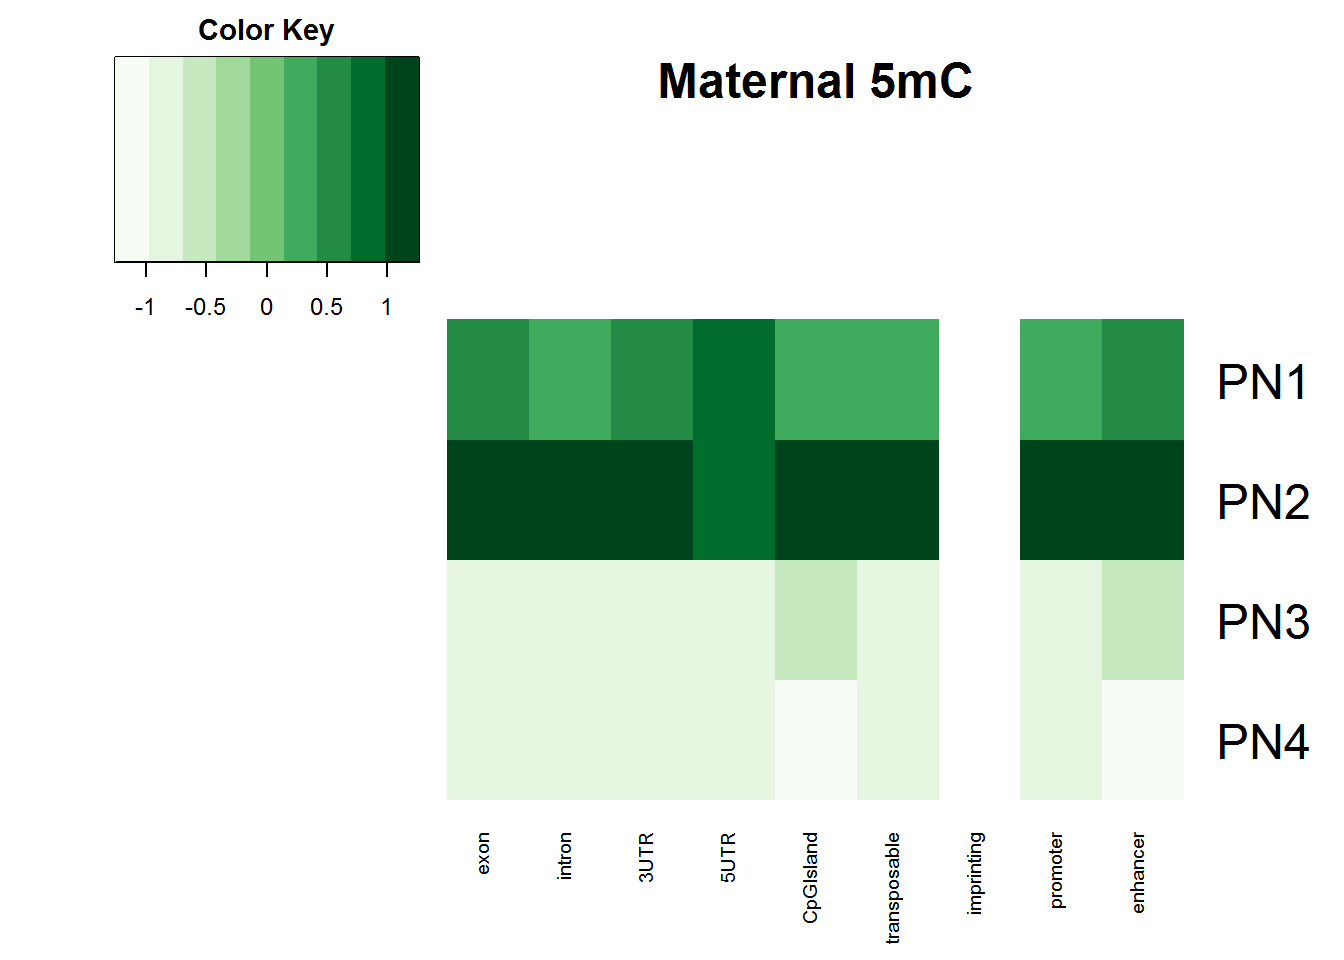 Color Key
Maternal 5mC
-1 -0.5 0 0.5 1
PN1
PN2
PN3
PN4
exon
intron
3UTR
5UTR
CpGIsland
transposable
imprinting
promoter
enhancer